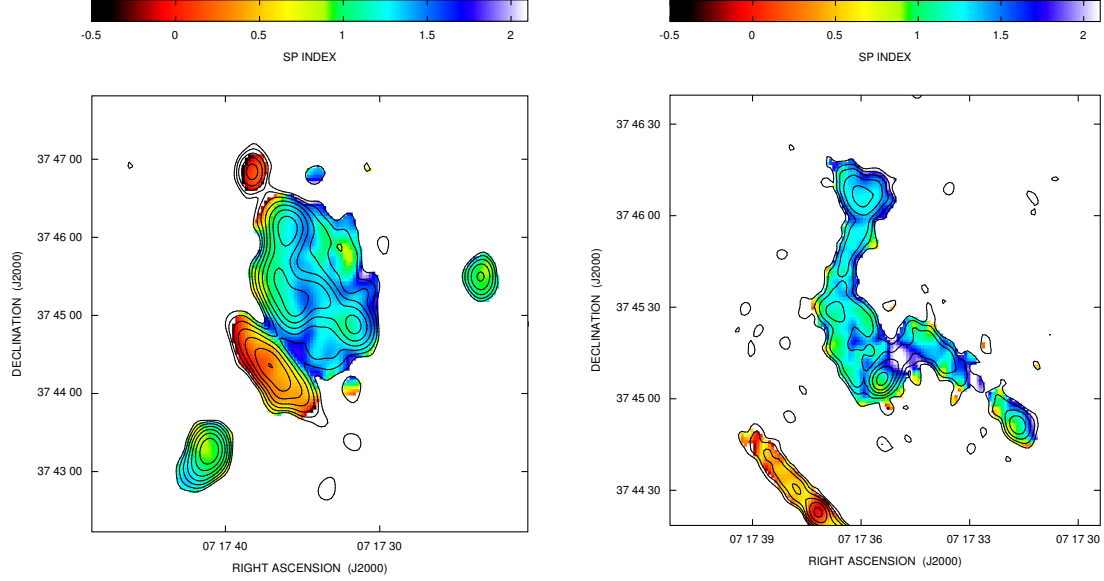 -0.5 0 0.5 1 1.5 2
SP INDEX
DECLINATION (J2000)
37 47 00
37 46 00
37 45 00
37 44 00
37 43 00
07 17 40 07 17 30
RIGHT ASCENSION (J2000)
-0.5 0 0.5 1 1.5 2
SP INDEX
DECLINATION (J2000)
37 46 30
37 46 00
37 45 30
37 45 00
37 44 30
07 17 39 07 17 36 07 17 33 07 17 30
RIGHT ASCENSION (J2000)